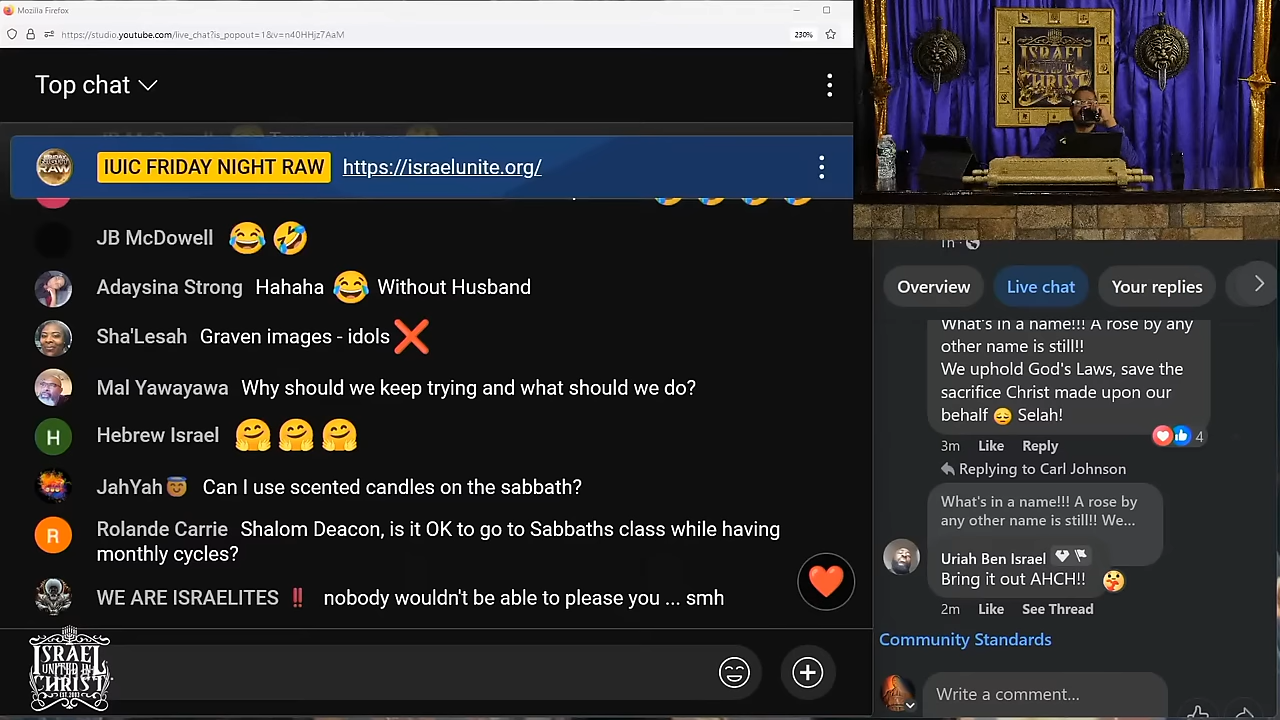 Mozilla Firefox
https://studio.youtube.com/live_chat?is_popout=1&v=n40HHjz7AaM
230%
Top chat
IUIC FRIDAY NIGHT RAW https://israelunite.org/
JB McDowell 😂 🤣
Adaysina Strong Hahaha 😂 Without Husband
Sha'Lesah Graven images - idols ❌
Mal Yawayawa Why should we keep trying and what should we do?
H
Hebrew Israel 🤗 🤗 🤗
JahYah Can I use scented candles on the sabbath?
R
Rolande Carrie Shalom Deacon, is it OK to go to Sabbaths class while having
monthly cycles?
WE ARE ISRAELITES ‼️ nobody wouldn't be able to please you ... smh
ISRAEL
UNITED IN
CHRIST
ISRAEL
UNITED IN
CHRIST
1h
Overview
Live chat
Your replies
What's in a name!!! A rose by any
other name is still!!
We uphold God's Laws, save the
sacrifice Christ made upon our
behalf 😔 Selah!
4
3m Like Reply
Replying to Carl Johnson
What's in a name!!! A rose by
any other name is still!! We...
Uriah Ben Israel
Bring it out AHCH!!
2m Like See Thread
Community Standards
Write a comment...